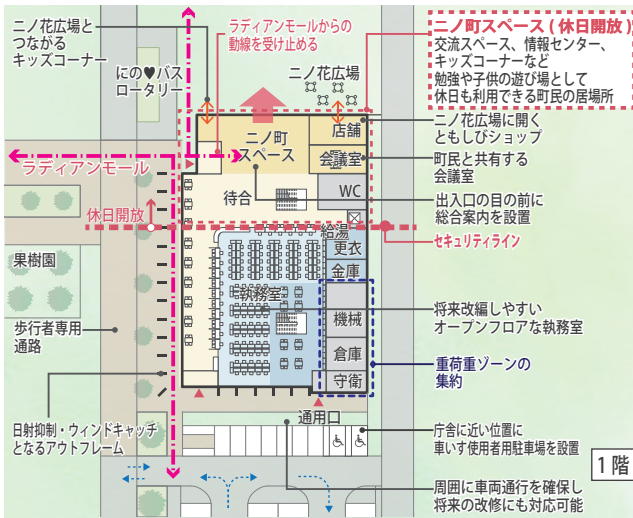 二ノ花広場と
つながる
キッズコーナー
にの♥バス
ロータリー
ラディアンモールからの
動線を受け止める
二ノ花広場
二ノ町スペース ( 休日開放 )
交流スペース、情報センター、
キッズコーナーなど
勉強や子供の遊び場として
休日も利用できる町民の居場所
二ノ町
スペース
店舗
会議室
WC
待合
二ノ花広場に開く
ともしびショップ
町民と共有する
会議室
出入口の目の前に
総合案内を設置
ラディアンモール
休日開放
セキュリティライン
給湯
更衣
金庫
執務室
機械
倉庫
守衛
果樹園
歩行者専用
通路
将来改編しやすい
オープンフロアな執務室
重荷重ゾーンの
集約
日射抑制・ウィンドキャッチ
となるアウトフレーム
通用口
庁舎に近い位置に
車いす使用者用駐車場を設置
周囲に車両通行を確保し
将来の改修にも対応可能
1 階